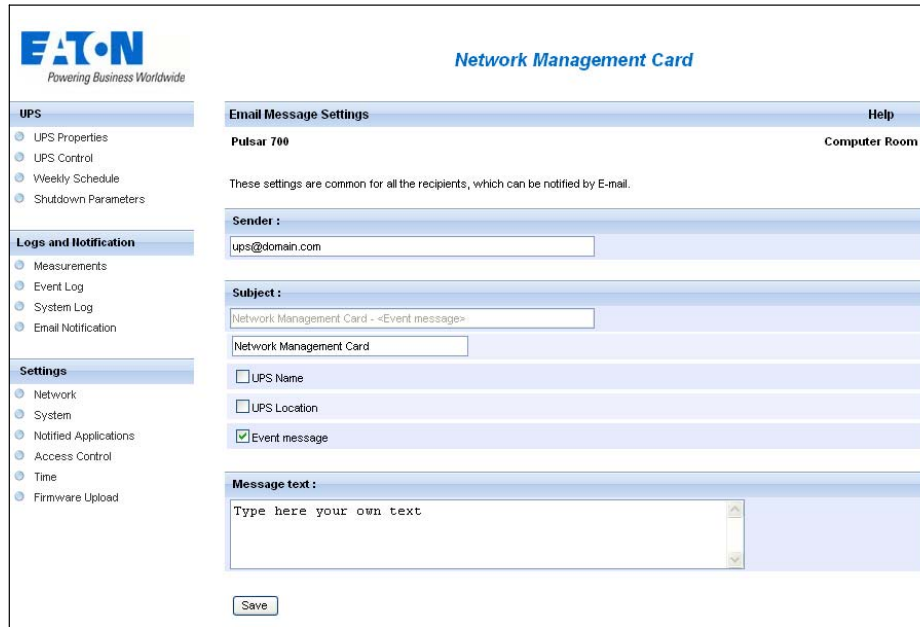 EATON
Powering Business Worldwide
Network Management Card
UPS
UPS Properties
UPS Control
Weekly Schedule
Shutdown Parameters
Logs and Notification
Measurements
Event Log
System Log
Email Notification
Settings
Network
System
Notified Applications
Access Control
Time
Firmware Upload
Email Message Settings Help
Pulsar 700 Computer Room
These settings are common for all the recipients, which can be notified by E-mail.
Sender :
ups@domain.com
Subject :
Network Management Card - <Event message>
Network Management Card
UPS Name
UPS Location
Event message
Message text :
Type here your own text
Save